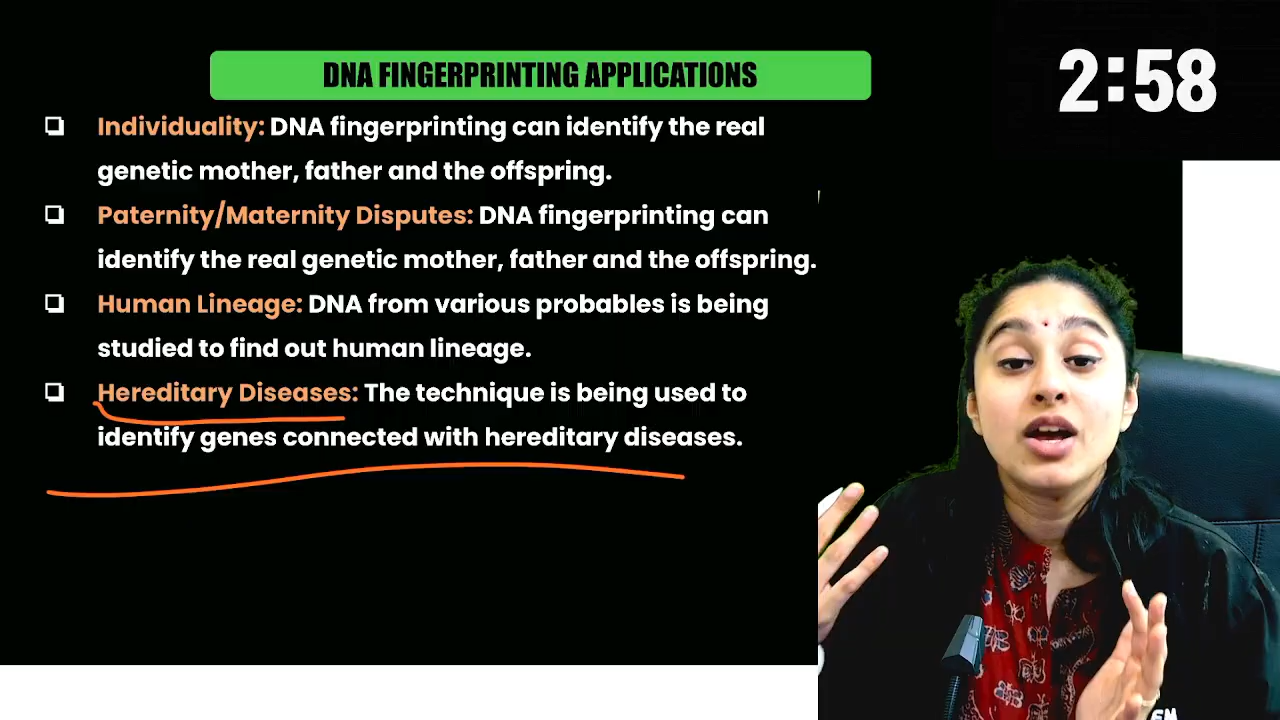 DNA FINGERPRINTING APPLICATIONS
2:58
❑ Individuality: DNA fingerprinting can identify the real
genetic mother, father and the offspring.
❑ Paternity/Maternity Disputes: DNA fingerprinting can
identify the real genetic mother, father and the offspring.
❑ Human Lineage: DNA from various probables is being
studied to find out human lineage.
❑ Hereditary Diseases: The technique is being used to
identify genes connected with hereditary diseases.